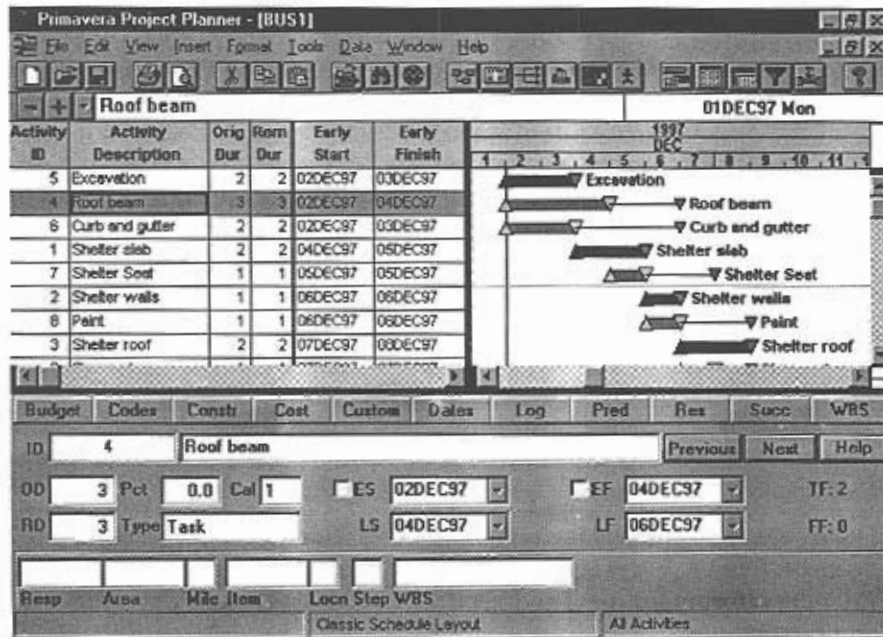 Primavera Project Planner - [BUS1]
File Edit View Insert Format Tools Data Window Help
Roof beam 01DEC97 Mon
Activity ID Activity Description Orig Dur Rem Dur Early Start Early Finish
1997
DEC
1 2 3 4 5 6 7 8 9 10 11 1
5 Excavation 2 2 02DEC97 03DEC97 Excavation
4 Roof beam 3 3 02DEC97 04DEC97 Roof beam
6 Curb and gutter 2 2 02DEC97 03DEC97 Curb and gutter
1 Shelter slab 2 2 04DEC97 05DEC97 Shelter slab
7 Shelter Seat 1 1 05DEC97 05DEC97 Shelter Seat
2 Shelter walls 1 1 06DEC97 06DEC97 Shelter walls
8 Paint 1 1 06DEC97 06DEC97 Paint
3 Shelter roof 2 2 07DEC97 08DEC97 Shelter roof
Budget Codes Constr Cost Custom Dates Log Pred Res Succ WBS
ID 4 Roof beam Previous Next Help
OD 3 Pct 0.0 Cal 1 ES 02DEC97 EF 04DEC97 TF: 2
RD 3 Type Task LS 04DEC97 LF 06DEC97 FF: 0
Resp Area Mile Item Locn Step WBS
Classic Schedule Layout All Activities